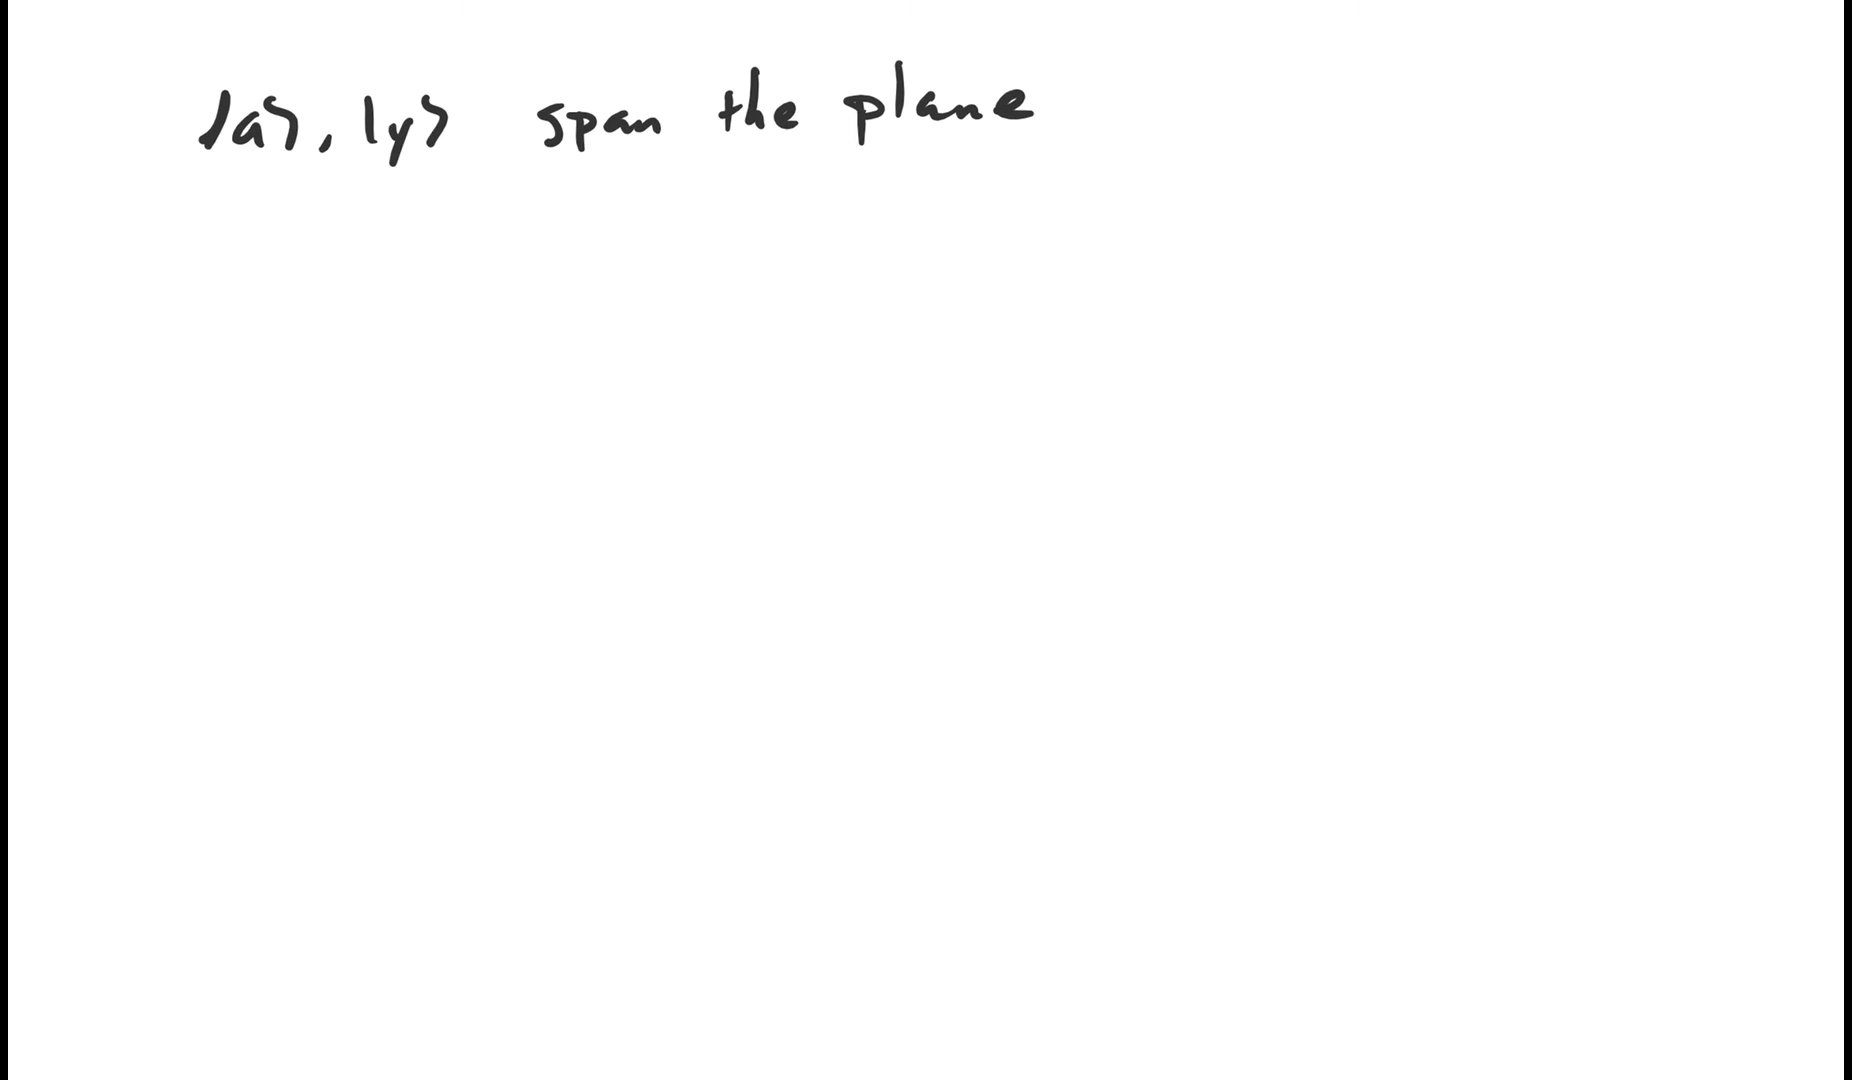 |a>, |y> span the plane